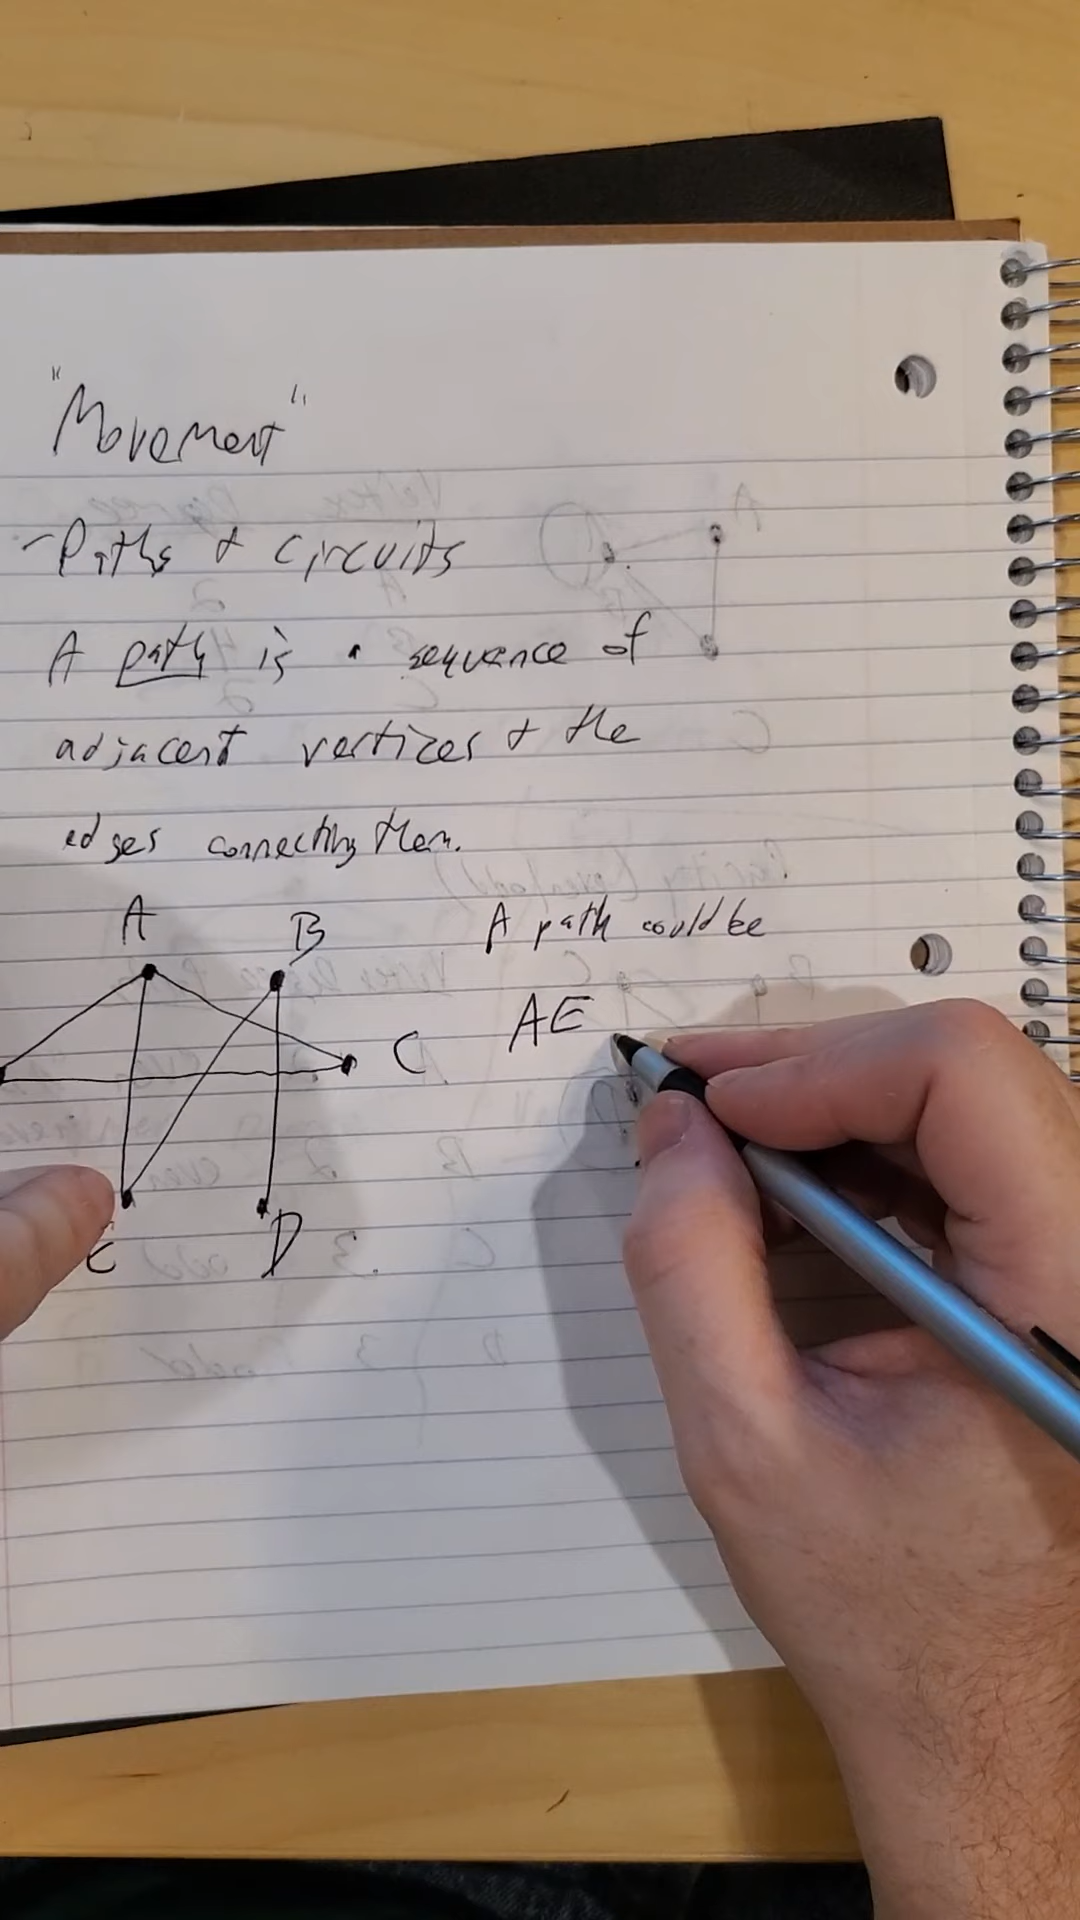 "Movement"
-Paths & circuits
A path is a sequence of
adjacent vertices & the
edges connecting them.
A B
A path could be
AE
C
E D